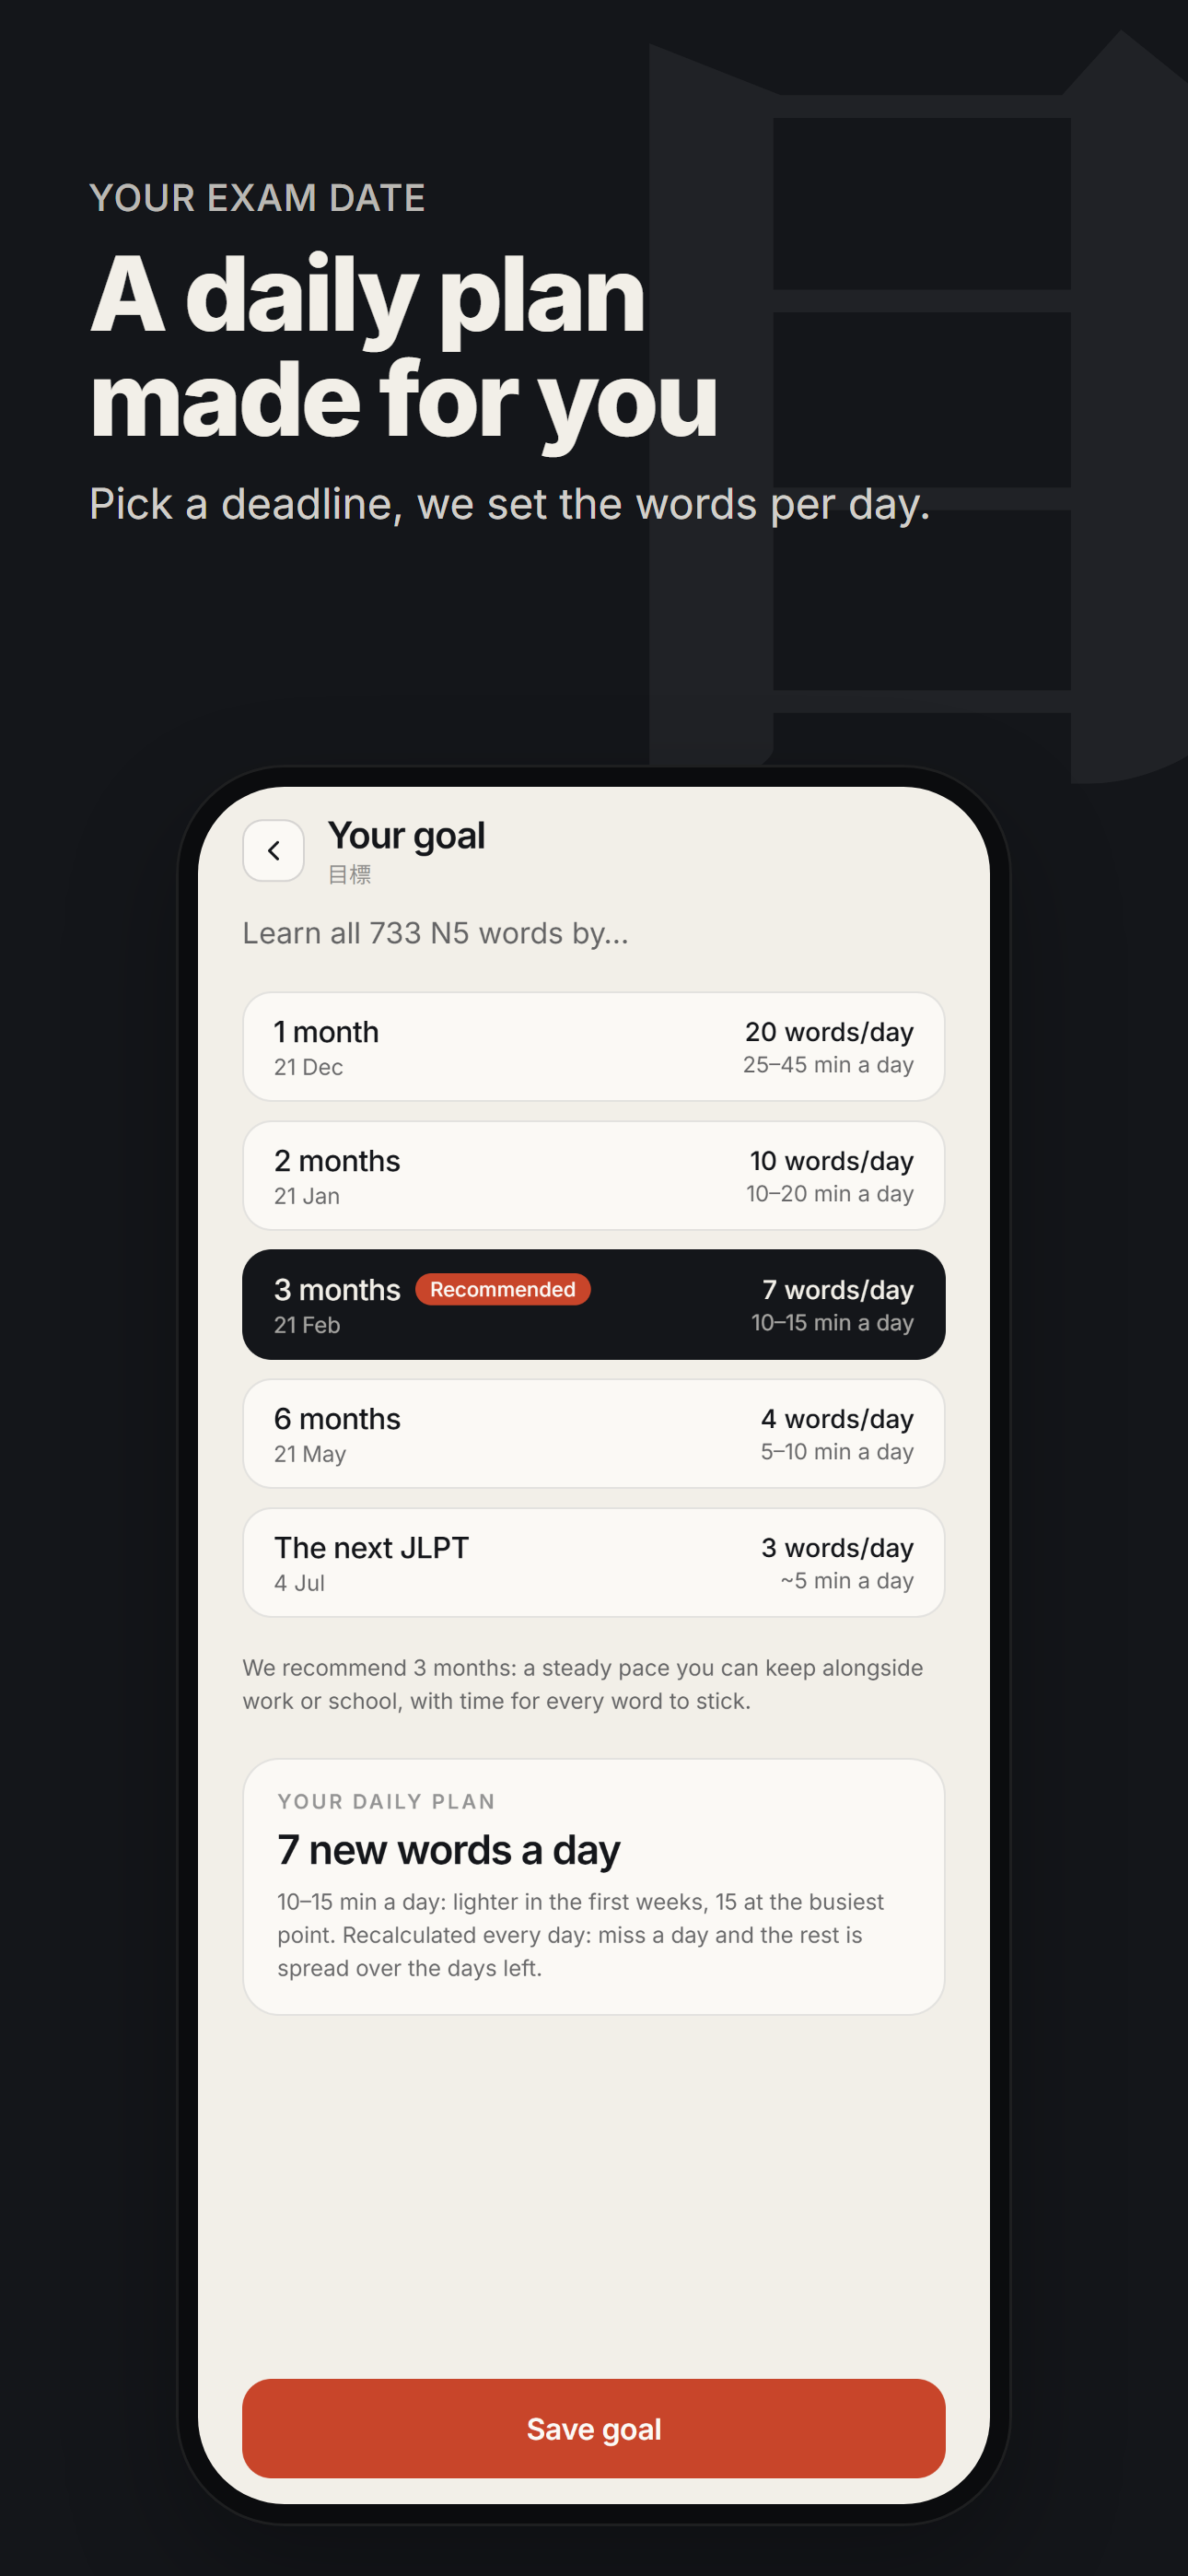 YOUR EXAM DATE
A daily plan
made for you
Pick a deadline, we set the words per day.
Your goal
目標
Learn all 733 N5 words by...
1 month
20 words/day
21 Dec
25–45 min a day
2 months
10 words/day
21 Jan
10–20 min a day
3 months Recommended
7 words/day
21 Feb
10–15 min a day
6 months
4 words/day
21 May
5–10 min a day
The next JLPT
3 words/day
4 Jul
~5 min a day
We recommend 3 months: a steady pace you can keep alongside
work or school, with time for every word to stick.
YOUR DAILY PLAN
7 new words a day
10–15 min a day: lighter in the first weeks, 15 at the busiest
point. Recalculated every day: miss a day and the rest is
spread over the days left.
Save goal